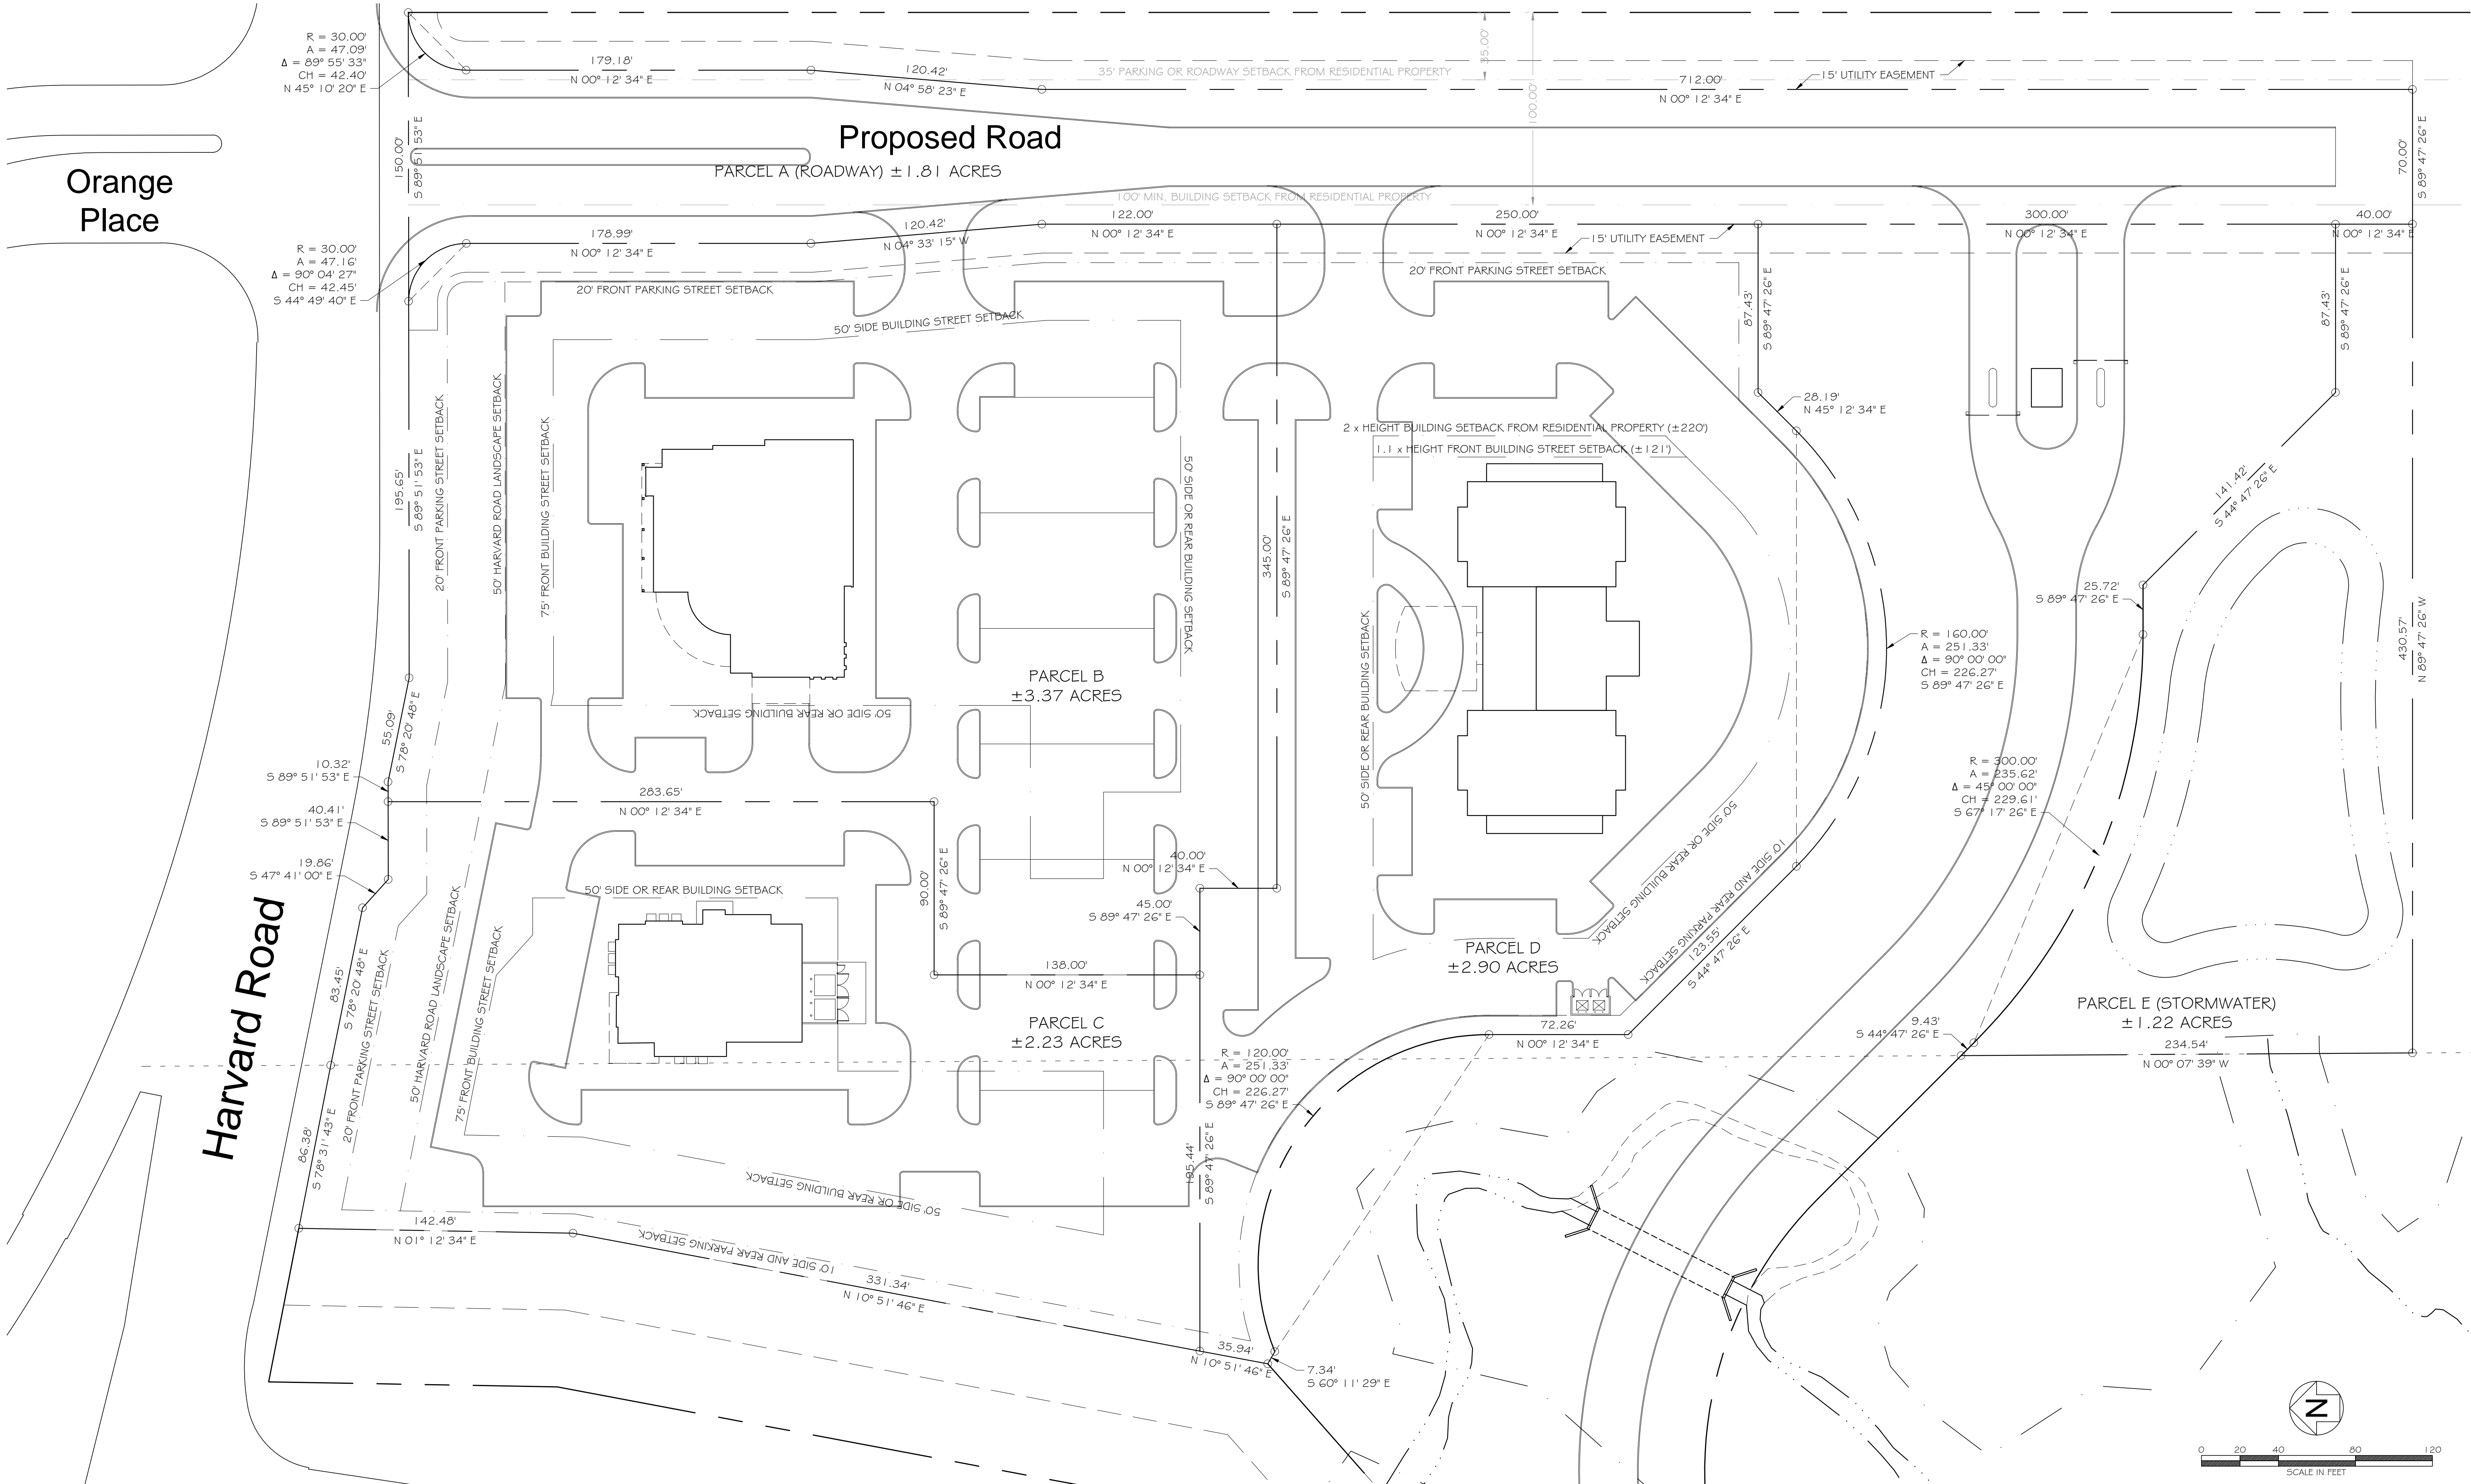 R = 30.00'
A = 47.09'
Δ = 89° 55' 33"
CH = 42.40'
N 45° 10' 20" E
179.18'
N 00° 12' 34" E
120.42'
N 04° 58' 23" E
35' PARKING OR ROADWAY SETBACK FROM RESIDENTIAL PROPERTY
35.00'
100.00'
712.00'
N 00° 12' 34" E
15' UTILITY EASEMENT
150.00'
S 89° 51' 53" E
Proposed Road
PARCEL A (ROADWAY) ±1.81 ACRES
70.00'
S 89° 47' 26" E
Orange
Place
100' MIN. BUILDING SETBACK FROM RESIDENTIAL PROPERTY
R = 30.00'
A = 47.16'
Δ = 90° 04' 27"
CH = 42.45'
S 44° 49' 40" E
178.99'
N 00° 12' 34" E
120.42'
N 04° 33' 15" W
122.00'
N 00° 12' 34" E
250.00'
N 00° 12' 34" E
15' UTILITY EASEMENT
300.00'
N 00° 12' 34" E
40.00'
N 00° 12' 34" E
20' FRONT PARKING STREET SETBACK
20' FRONT PARKING STREET SETBACK
50' SIDE BUILDING STREET SETBACK
87.43'
S 89° 47' 26" E
87.43'
S 89° 47' 26" E
28.19'
N 45° 12' 34" E
2 x HEIGHT BUILDING SETBACK FROM RESIDENTIAL PROPERTY (±220')
1.1 x HEIGHT FRONT BUILDING STREET SETBACK (±121')
195.65'
S 89° 51' 53" E
20' FRONT PARKING STREET SETBACK
50' HARVARD ROAD LANDSCAPE SETBACK
75' FRONT BUILDING STREET SETBACK
50' SIDE OR REAR BUILDING SETBACK
345.00'
S 89° 47' 26" E
141.42'
S 44° 47' 26" E
25.72'
S 89° 47' 26" E
R = 160.00'
A = 251.33'
Δ = 90° 00' 00"
CH = 226.27'
S 89° 47' 26" E
430.57'
N 89° 47' 26" W
PARCEL B
±3.37 ACRES
50' SIDE OR REAR BUILDING SETBACK
50' SIDE OR REAR BUILDING SETBACK
55.09'
S 78° 20' 48" E
10.32'
S 89° 51' 53" E
40.41'
S 89° 51' 53" E
19.86'
S 47° 41' 00" E
283.65'
N 00° 12' 34" E
R = 300.00'
A = 235.62'
Δ = 45° 00' 00"
CH = 229.61'
S 67° 17' 26" E
50' SIDE OR REAR BUILDING SETBACK
10' SIDE AND REAR PARKING SETBACK
123.55'
S 44° 47' 26" E
50' SIDE OR REAR BUILDING SETBACK
90.00'
S 89° 47' 26" E
40.00'
N 00° 12' 34" E
45.00'
S 89° 47' 26" E
Harvard Road
83.45'
S 78° 20' 48" E
20' FRONT PARKING STREET SETBACK
50' HARVARD ROAD LANDSCAPE SETBACK
75' FRONT BUILDING STREET SETBACK
138.00'
N 00° 12' 34" E
PARCEL D
±2.90 ACRES
PARCEL C
±2.23 ACRES
PARCEL E (STORMWATER)
±1.22 ACRES
72.26'
N 00° 12' 34" E
9.43'
S 44° 47' 26" E
234.54'
N 00° 07' 39" W
R = 120.00'
A = 251.33'
Δ = 90° 00' 00"
CH = 226.27'
S 89° 47' 26" E
86.38'
S 78° 31' 43" E
195.44'
S 89° 47' 26" E
50' SIDE OR REAR BUILDING SETBACK
142.48'
N 01° 12' 34" E
10' SIDE AND REAR PARKING SETBACK
331.34'
N 10° 51' 46" E
35.94'
N 10° 51' 46" E
7.34'
S 60° 11' 29" E
N
0 20 40 80 120
SCALE IN FEET